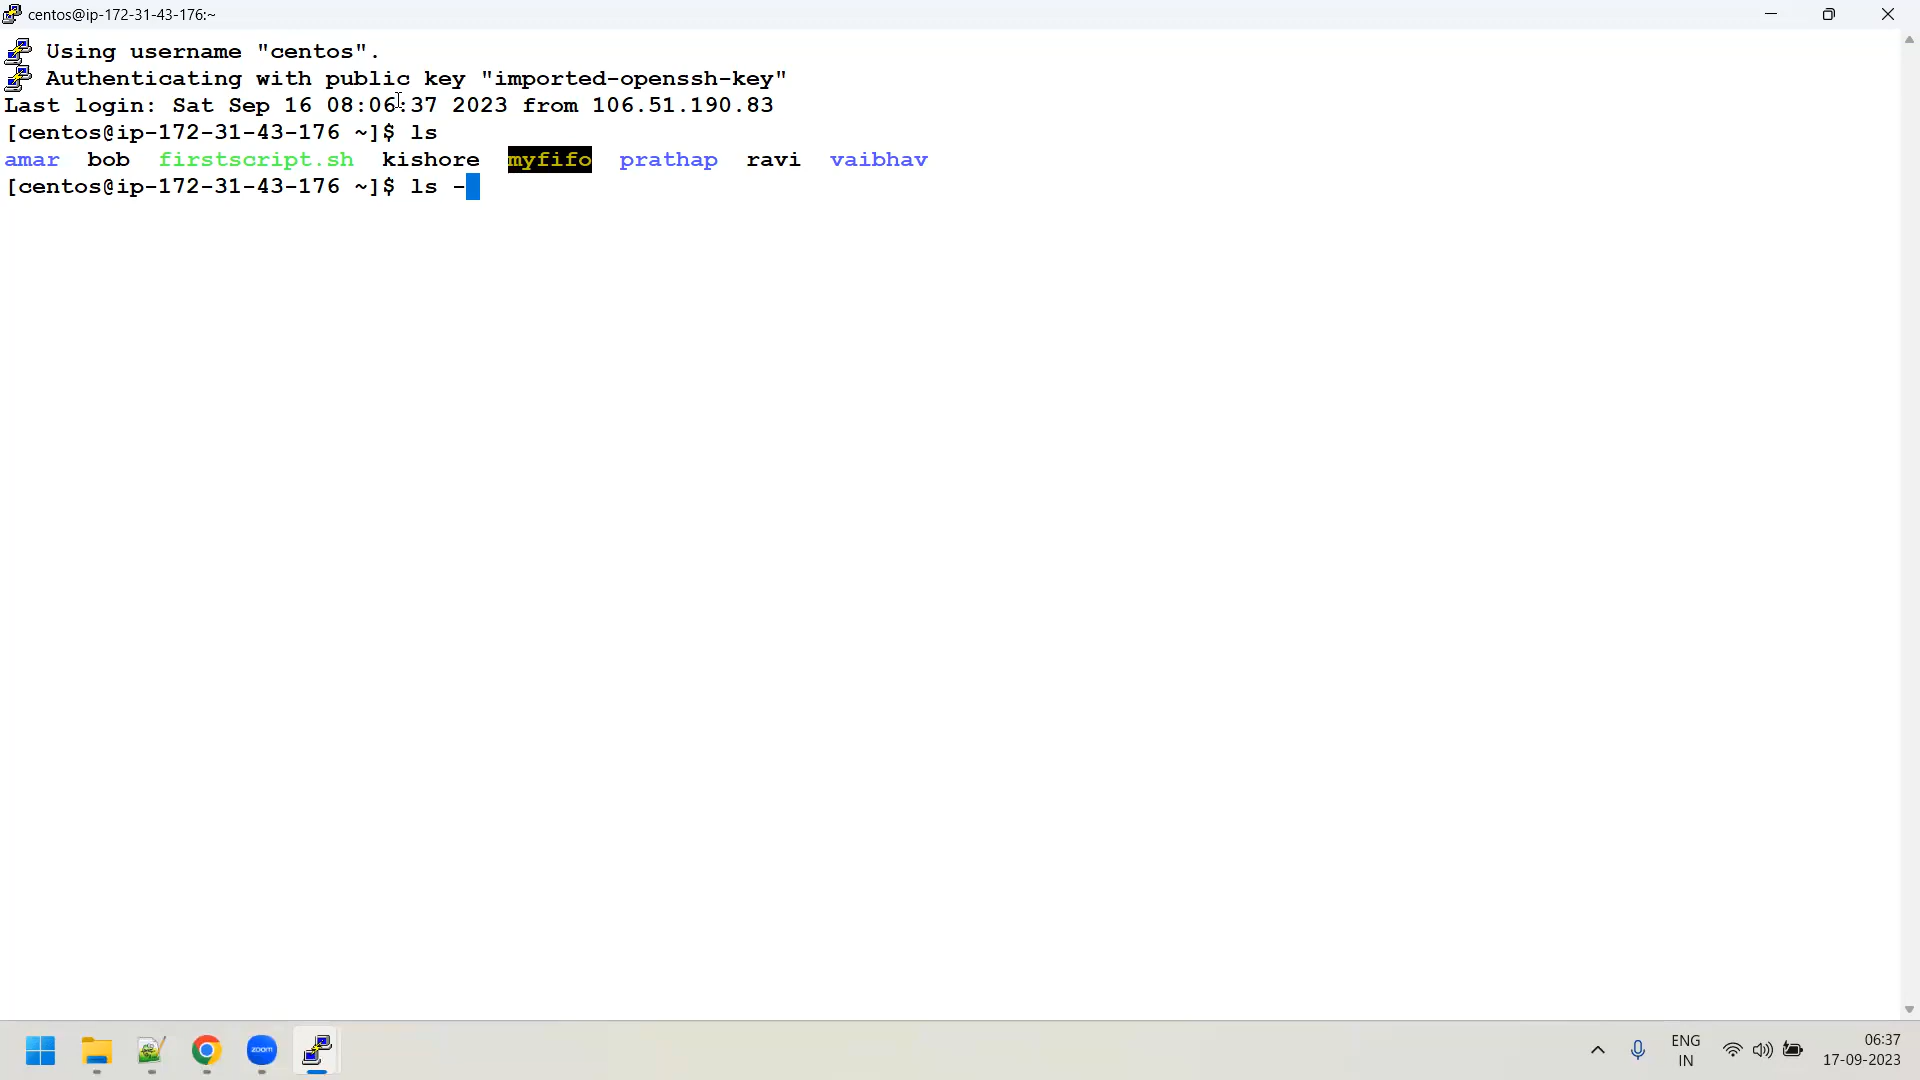 centos@ip-172-31-43-176:~
Using username "centos".
Authenticating with public key "imported-openssh-key"
Last login: Sat Sep 16 08:06:37 2023 from 106.51.190.83
[centos@ip-172-31-43-176 ~]$ ls
amar  bob  firstscript.sh  kishore  myfifo  prathap  ravi  vaibhav
[centos@ip-172-31-43-176 ~]$ ls -
zoom
ENG
IN
06:37
17-09-2023